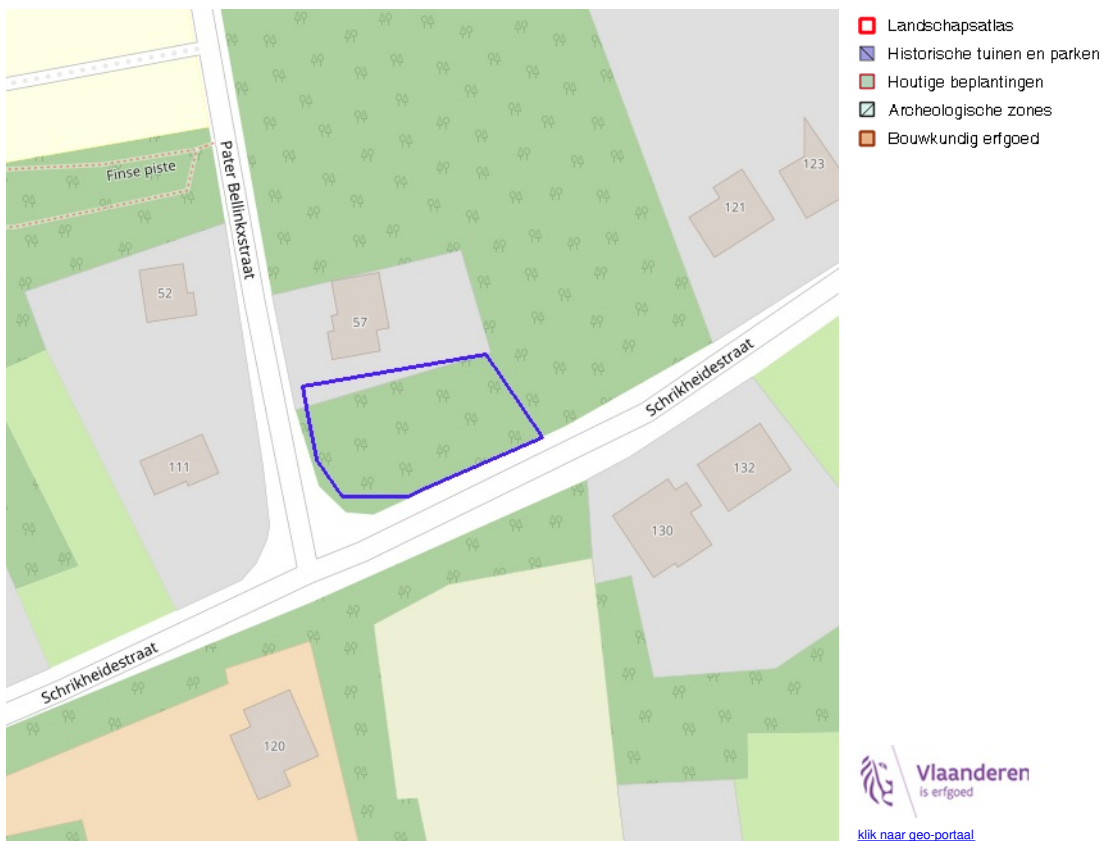 Landschapsatlas
Historische tuinen en parken
Houtige beplantingen
Archeologische zones
Bouwkundig erfgoed
Pater Bellinkxstraat
Finse piste
123
121
52
57
Schrikheidestraat
111
132
130
Schrikheidestraat
120
Vlaanderen
is erfgoed
klik naar geo-portaal